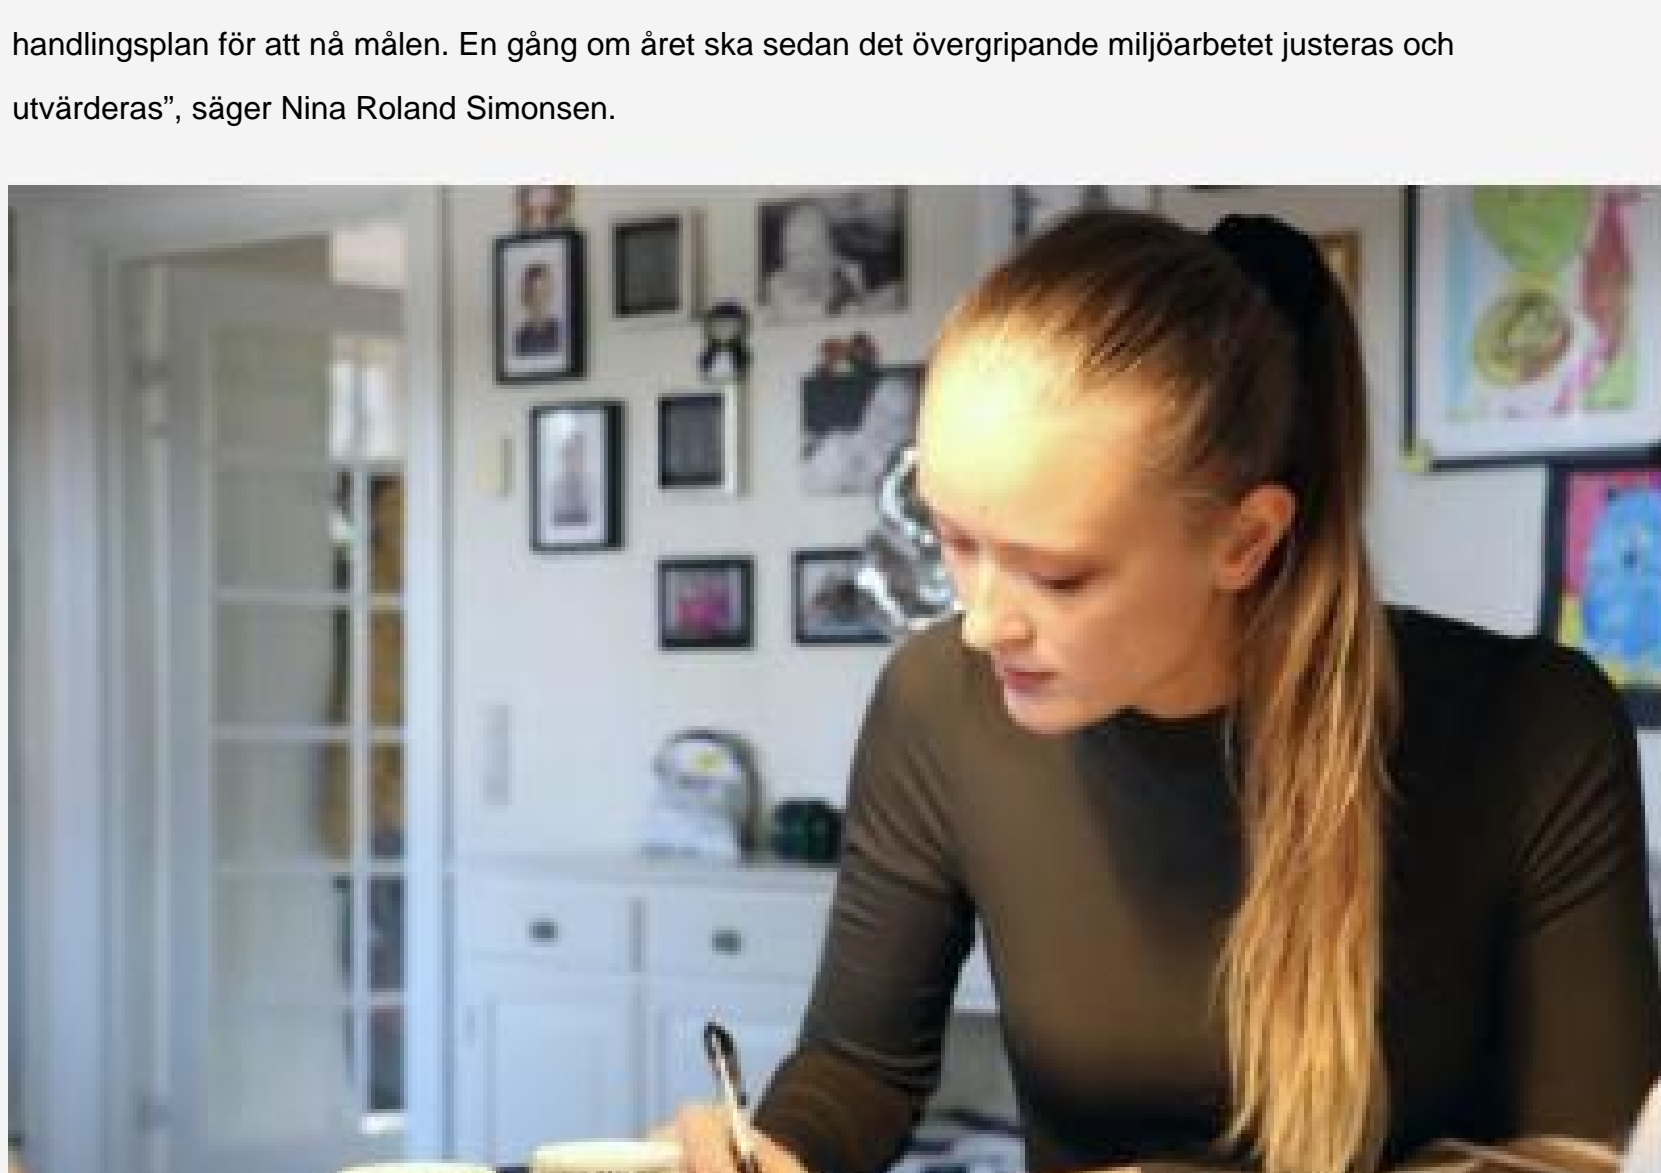 handlingsplan för att nå målen. En gång om året ska sedan det övergripande miljöarbetet justeras och
utvärderas”, säger Nina Roland Simonsen.